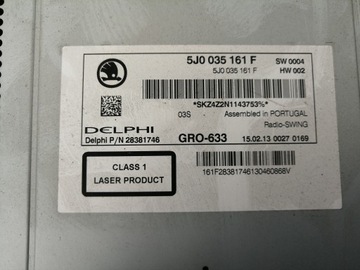 5J0 035 161 F SW 0004
5J0 035 161 F HW 002
*SKZ4Z2N1143753%*
03S Assembled in PORTUGAL
Radio-SWING
DELPHI GRO-633 15.02.13 0027 0169
Delphi P/N 28381746
CLASS 1
LASER PRODUCT
161F28381746130460868V